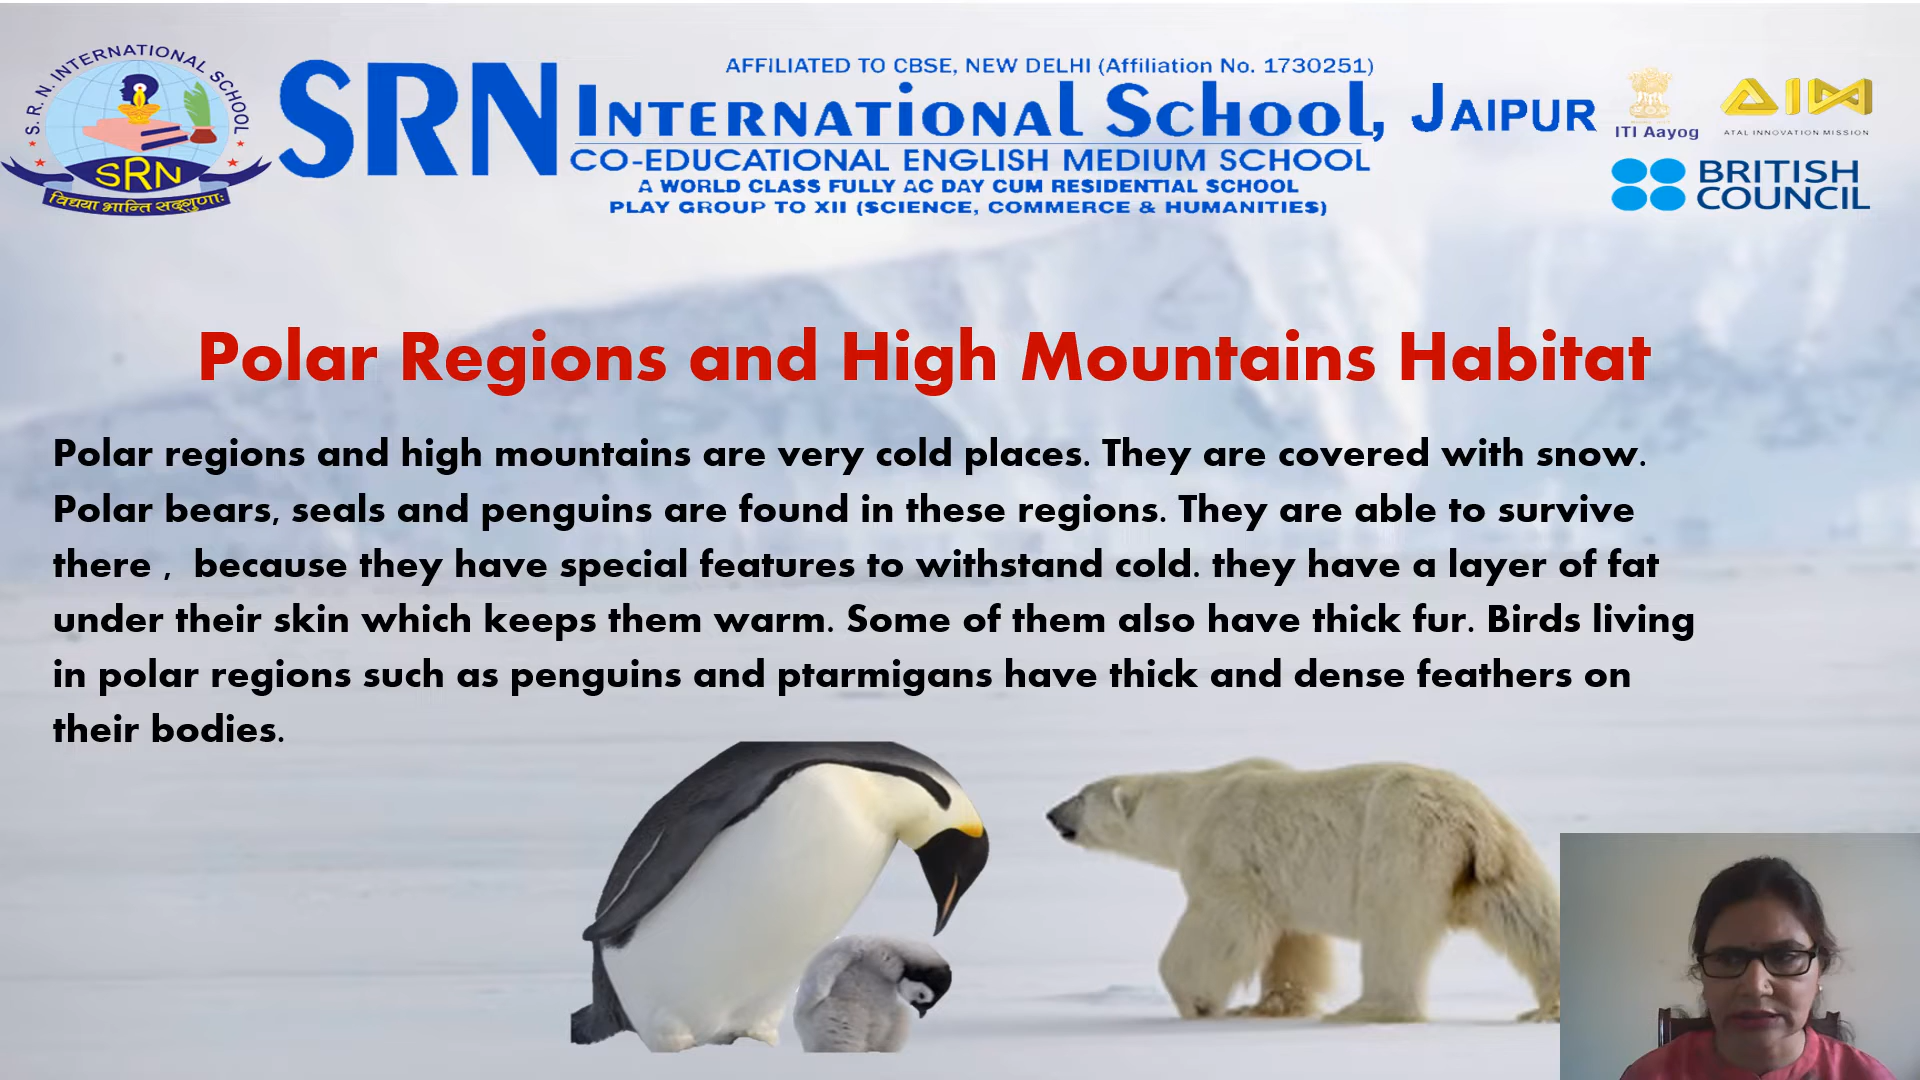 S. R. N. INTERNATIONAL SCHOOL
SRN
विद्यया भान्ति सद्गुणाः
AFFILIATED TO CBSE, NEW DELHI (Affiliation No. 1730251)
SRN INTERNATIONAL SCHOOL, JAIPUR
CO-EDUCATIONAL ENGLISH MEDIUM SCHOOL
A WORLD CLASS FULLY AC DAY CUM RESIDENTIAL SCHOOL
PLAY GROUP TO XII (SCIENCE, COMMERCE & HUMANITIES)
ITI Aayog
AIM
ATAL INNOVATION MISSION
BRITISH
COUNCIL
Polar Regions and High Mountains Habitat
Polar regions and high mountains are very cold places. They are covered with snow.
Polar bears, seals and penguins are found in these regions. They are able to survive
there , because they have special features to withstand cold. they have a layer of fat
under their skin which keeps them warm. Some of them also have thick fur. Birds living
in polar regions such as penguins and ptarmigans have thick and dense feathers on
their bodies.